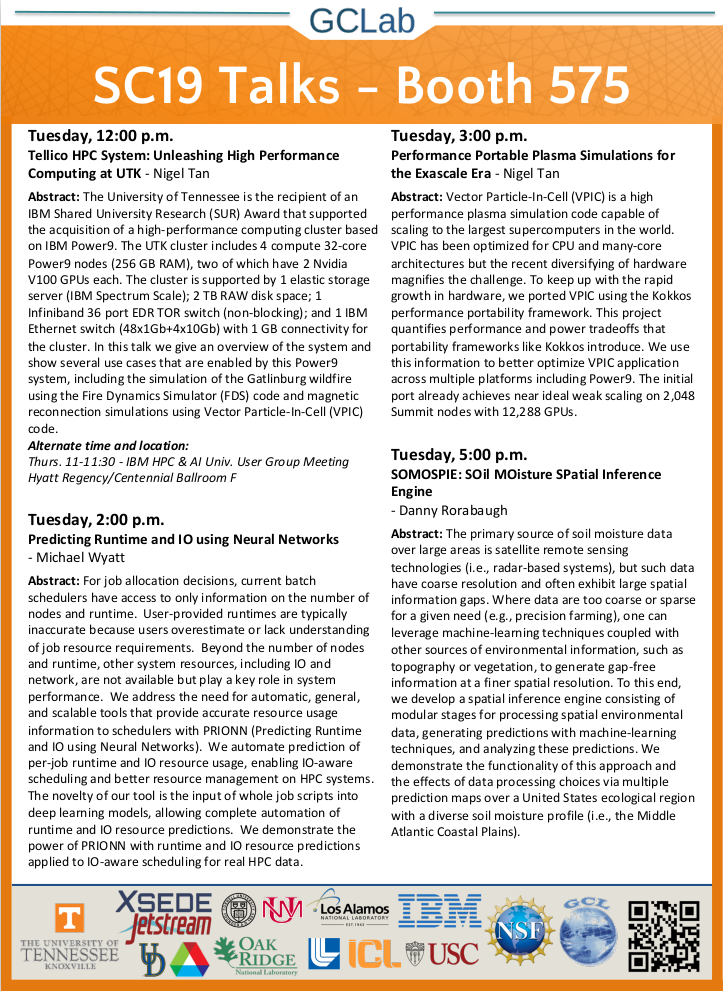 GCLab
SC19 Talks – Booth 575
Tuesday, 12:00 p.m.
Tellico HPC System: Unleashing High Performance
Computing at UTK - Nigel Tan
Abstract: The University of Tennessee is the recipient of an
IBM Shared University Research (SUR) Award that supported
the acquisition of a high-performance computing cluster based
on IBM Power9. The UTK cluster includes 4 compute 32-core
Power9 nodes (256 GB RAM), two of which have 2 Nvidia
V100 GPUs each. The cluster is supported by 1 elastic storage
server (IBM Spectrum Scale); 2 TB RAW disk space; 1
Infiniband 36 port EDR TOR switch (non-blocking); and 1 IBM
Ethernet switch (48x1Gb+4x10Gb) with 1 GB connectivity for
the cluster. In this talk we give an overview of the system and
show several use cases that are enabled by this Power9
system, including the simulation of the Gatlinburg wildfire
using the Fire Dynamics Simulator (FDS) code and magnetic
reconnection simulations using Vector Particle-In-Cell (VPIC)
code.
Alternate time and location:
Thurs. 11-11:30 - IBM HPC & AI Univ. User Group Meeting
Hyatt Regency/Centennial Ballroom F
Tuesday, 2:00 p.m.
Predicting Runtime and IO using Neural Networks
- Michael Wyatt
Abstract: For job allocation decisions, current batch
schedulers have access to only information on the number of
nodes and runtime. User-provided runtimes are typically
inaccurate because users overestimate or lack understanding
of job resource requirements. Beyond the number of nodes
and runtime, other system resources, including IO and
network, are not available but play a key role in system
performance. We address the need for automatic, general,
and scalable tools that provide accurate resource usage
information to schedulers with PRIONN (Predicting Runtime
and IO using Neural Networks). We automate prediction of
per-job runtime and IO resource usage, enabling IO-aware
scheduling and better resource management on HPC systems.
The novelty of our tool is the input of whole job scripts into
deep learning models, allowing complete automation of
runtime and IO resource predictions. We demonstrate the
power of PRIONN with runtime and IO resource predictions
applied to IO-aware scheduling for real HPC data.
Tuesday, 3:00 p.m.
Performance Portable Plasma Simulations for
the Exascale Era - Nigel Tan
Abstract: Vector Particle-In-Cell (VPIC) is a high
performance plasma simulation code capable of
scaling to the largest supercomputers in the world.
VPIC has been optimized for CPU and many-core
architectures but the recent diversifying of hardware
magnifies the challenge. To keep up with the rapid
growth in hardware, we ported VPIC using the Kokkos
performance portability framework. This project
quantifies performance and power tradeoffs that
portability frameworks like Kokkos introduce. We use
this information to better optimize VPIC application
across multiple platforms including Power9. The initial
port already achieves near ideal weak scaling on 2,048
Summit nodes with 12,288 GPUs.
Tuesday, 5:00 p.m.
SOMOSPIE: SOil MOisture SPatial Inference
Engine
- Danny Rorabaugh
Abstract: The primary source of soil moisture data
over large areas is satellite remote sensing
technologies (i.e., radar-based systems), but such data
have coarse resolution and often exhibit large spatial
information gaps. Where data are too coarse or sparse
for a given need (e.g., precision farming), one can
leverage machine-learning techniques coupled with
other sources of environmental information, such as
topography or vegetation, to generate gap-free
information at a finer spatial resolution. To this end,
we develop a spatial inference engine consisting of
modular stages for processing spatial environmental
data, generating predictions with machine-learning
techniques, and analyzing these predictions. We
demonstrate the functionality of this approach and
the effects of data processing choices via multiple
prediction maps over a United States ecological region
with a diverse soil moisture profile (i.e., the Middle
Atlantic Coastal Plains).
T
THE UNIVERSITY OF
TENNESSEE
KNOXVILLE
XSEDE
Jetstream
UD
NM
OAK
RIDGE
National Laboratory
Los Alamos
NATIONAL LABORATORY
EST. 1943
L
ICL
IBM
USC
NSF
GCL